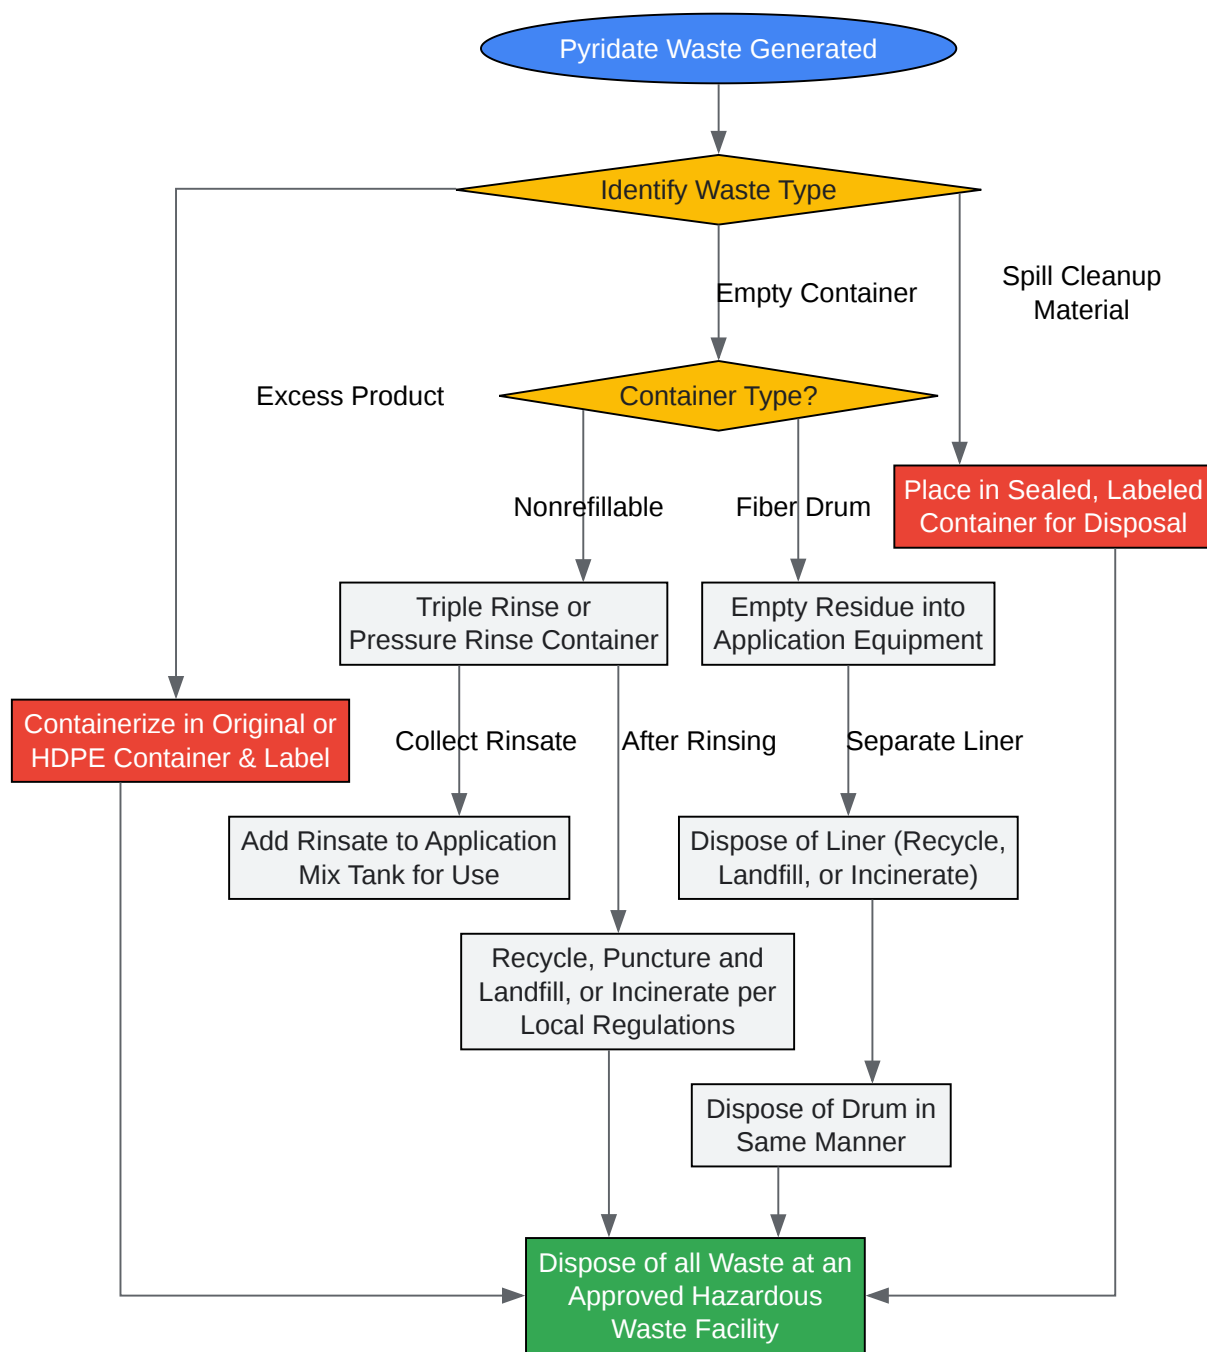 Pyridate Waste Generated
Identify Waste Type
Empty Container
Spill Cleanup
Material
Excess Product
Container Type?
Place in Sealed, Labeled
Container for Disposal
Nonrefillable
Fiber Drum
Triple Rinse or
Pressure Rinse Container
Empty Residue into
Application Equipment
Containerize in Original or
HDPE Container & Label
Collect Rinsate
After Rinsing
Separate Liner
Add Rinsate to Application
Mix Tank for Use
Dispose of Liner (Recycle,
Landfill, or Incinerate)
Recycle, Puncture and
Landfill, or Incinerate per
Local Regulations
Dispose of Drum in
Same Manner
Dispose of all Waste at an
Approved Hazardous
Waste Facility